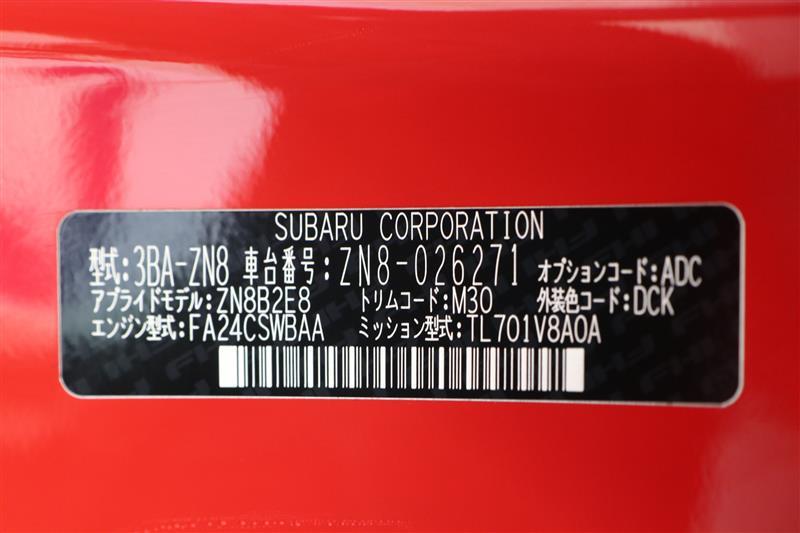 SUBARU CORPORATION
型式:3BA-ZN8 車台番号:ZN8-026271 オプションコード:ADC
アプライドモデル:ZN8B2E8 トリムコード:M30 外装色コード:DCK
エンジン型式:FA24CSWBAA ミッション型式:TL701V8A0A